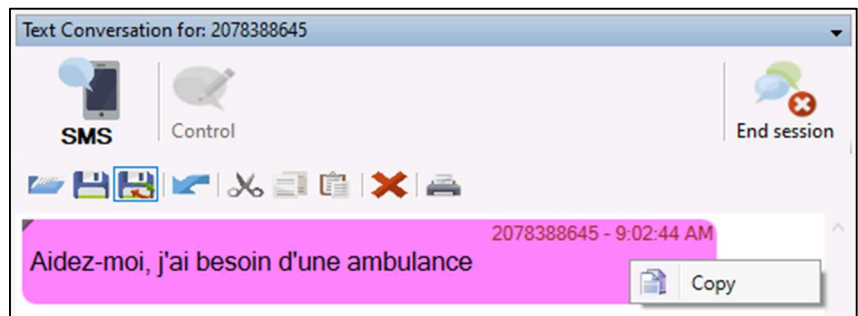 Text Conversation for: 2078388645
SMS
Control
End session
2078388645 - 9:02:44 AM
Aidez-moi, j'ai besoin d'une ambulance
Copy